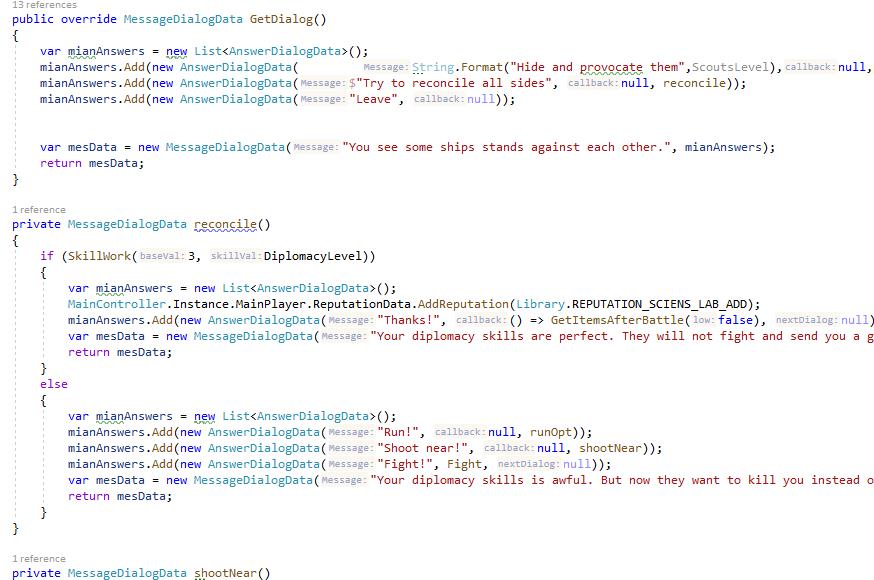 13 references
public override MessageDialogData GetDialog()
{
var mianAnswers = new List<AnswerDialogData>();
mianAnswers.Add(new AnswerDialogData( Message: String.Format("Hide and provocate them",ScoutsLevel), callback: null,
mianAnswers.Add(new AnswerDialogData(Message: $"Try to reconcile all sides", callback: null, reconcile));
mianAnswers.Add(new AnswerDialogData(Message: "Leave", callback: null));
var mesData = new MessageDialogData(Message: "You see some ships stands against each other.", mianAnswers);
return mesData;
}
1 reference
private MessageDialogData reconcile()
{
if (SkillWork(baseVal: 3, skillVal: DiplomacyLevel))
{
var mianAnswers = new List<AnswerDialogData>();
MainController.Instance.MainPlayer.ReputationData.AddReputation(Library.REPUTATION_SCIENS_LAB_ADD);
mianAnswers.Add(new AnswerDialogData(Message: "Thanks!", callback: () => GetItemsAfterBattle(low: false), nextDialog: null)
var mesData = new MessageDialogData(Message: "Your diplomacy skills are perfect. They will not fight and send you a g
return mesData;
}
else
{
var mianAnswers = new List<AnswerDialogData>();
mianAnswers.Add(new AnswerDialogData(Message: "Run!", callback: null, runOpt));
mianAnswers.Add(new AnswerDialogData(Message: "Shoot near!", callback: null, shootNear));
mianAnswers.Add(new AnswerDialogData(Message: "Fight!", Fight, nextDialog: null));
var mesData = new MessageDialogData(Message: "Your diplomacy skills is awful. But now they want to kill you instead o
return mesData;
}
}
1 reference
private MessageDialogData shootNear()